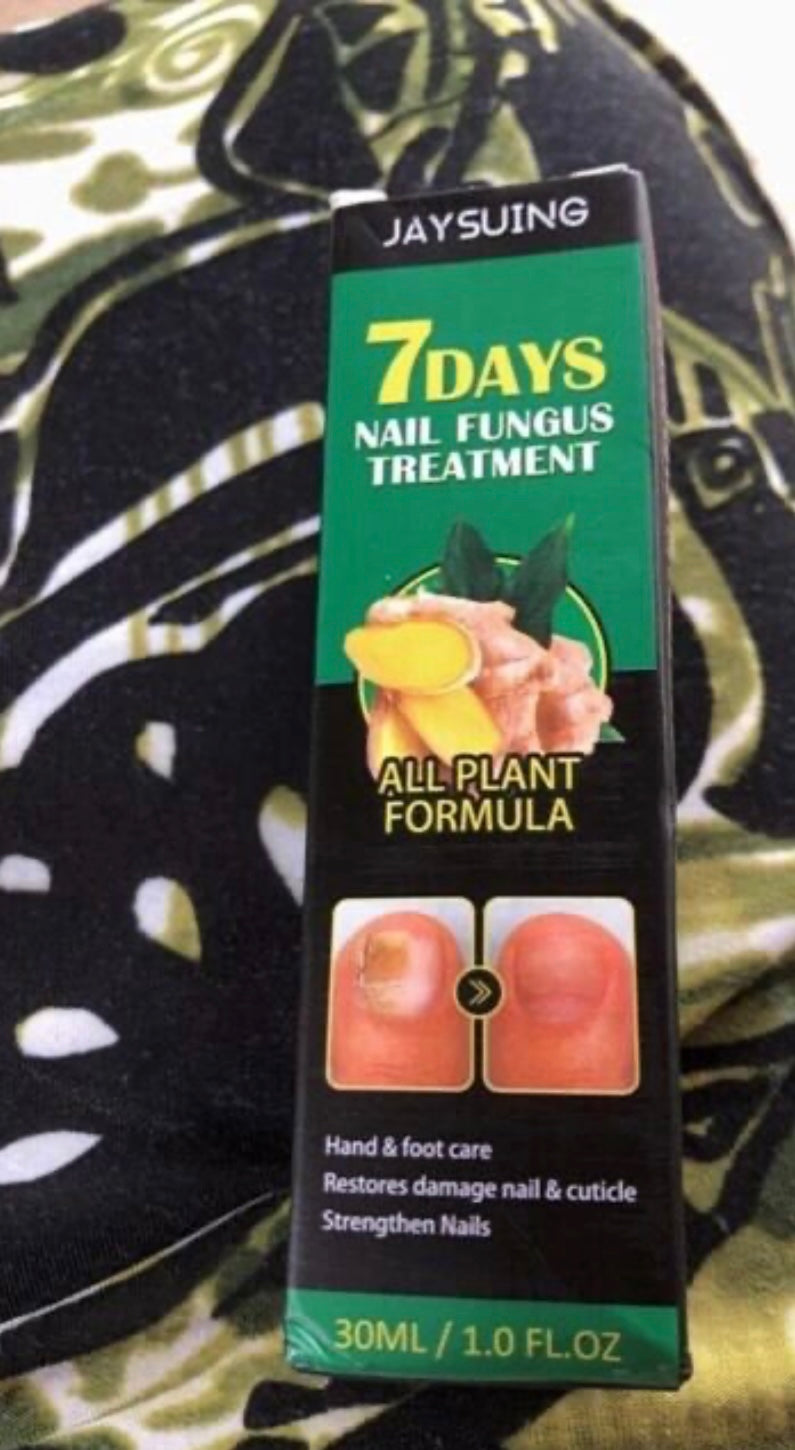 JAYSUING
7DAYS
NAIL FUNGUS
TREATMENT
ALL PLANT
FORMULA
Hand & foot care
Restores damage nail & cuticle
Strengthen Nails
30ML / 1.0 FL.OZ